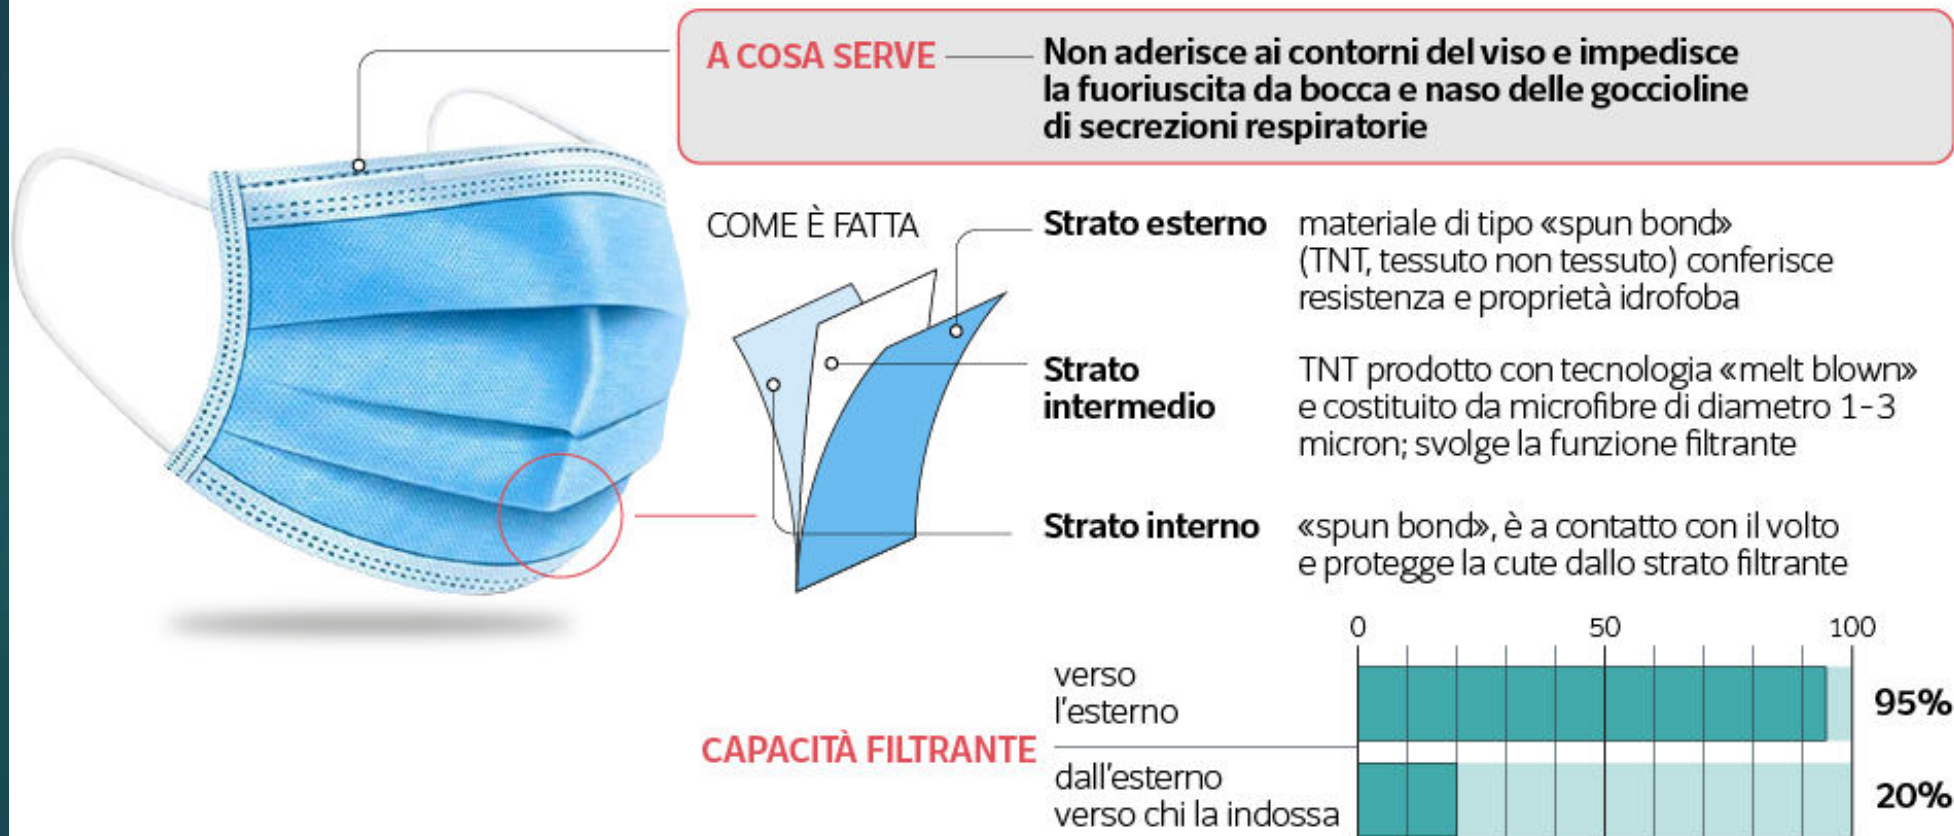 A COSA SERVE
Non aderisce ai contorni del viso e impedisce
la fuoriuscita da bocca e naso delle goccioline
di secrezioni respiratorie
COME È FATTA
Strato esterno
materiale di tipo «spun bond»
(TNT, tessuto non tessuto) conferisce
resistenza e proprietà idrofoba
Strato
intermedio
TNT prodotto con tecnologia «melt blown»
e costituito da microfibre di diametro 1-3
micron; svolge la funzione filtrante
Strato interno
«spun bond», è a contatto con il volto
e protegge la cute dallo strato filtrante
CAPACITÀ FILTRANTE
0 50 100
verso
l'esterno
95%
dall'esterno
verso chi la indossa
20%